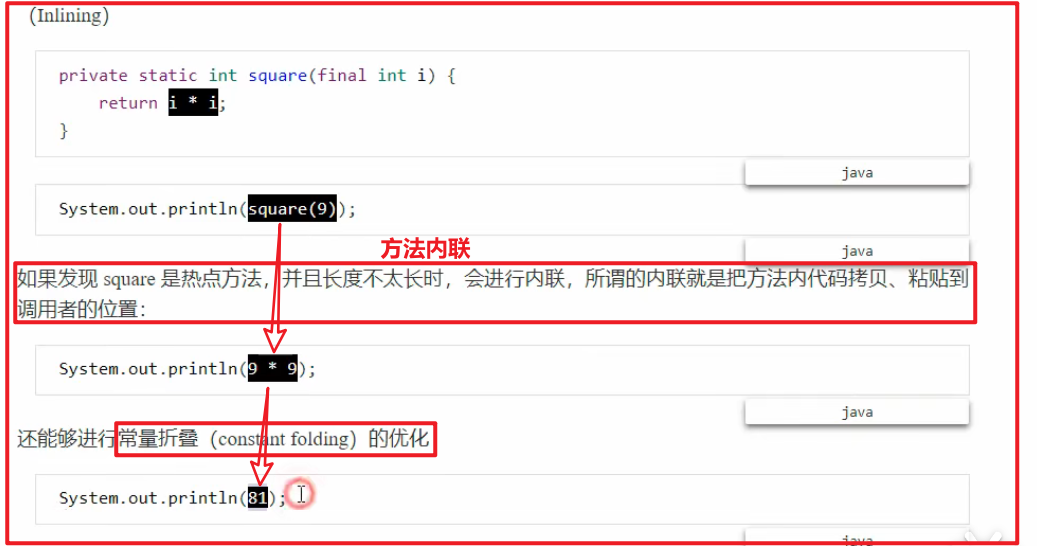 (Inlining)
private static int square(final int i) {
return i * i;
}
java
System.out.println(square(9));
java
方法内联
如果发现 square 是热点方法，并且长度不太长时，会进行内联，所谓的内联就是把方法内代码拷贝、粘贴到
调用者的位置：
System.out.println(9 * 9);
java
还能够进行常量折叠（constant folding）的优化
System.out.println(81);
java